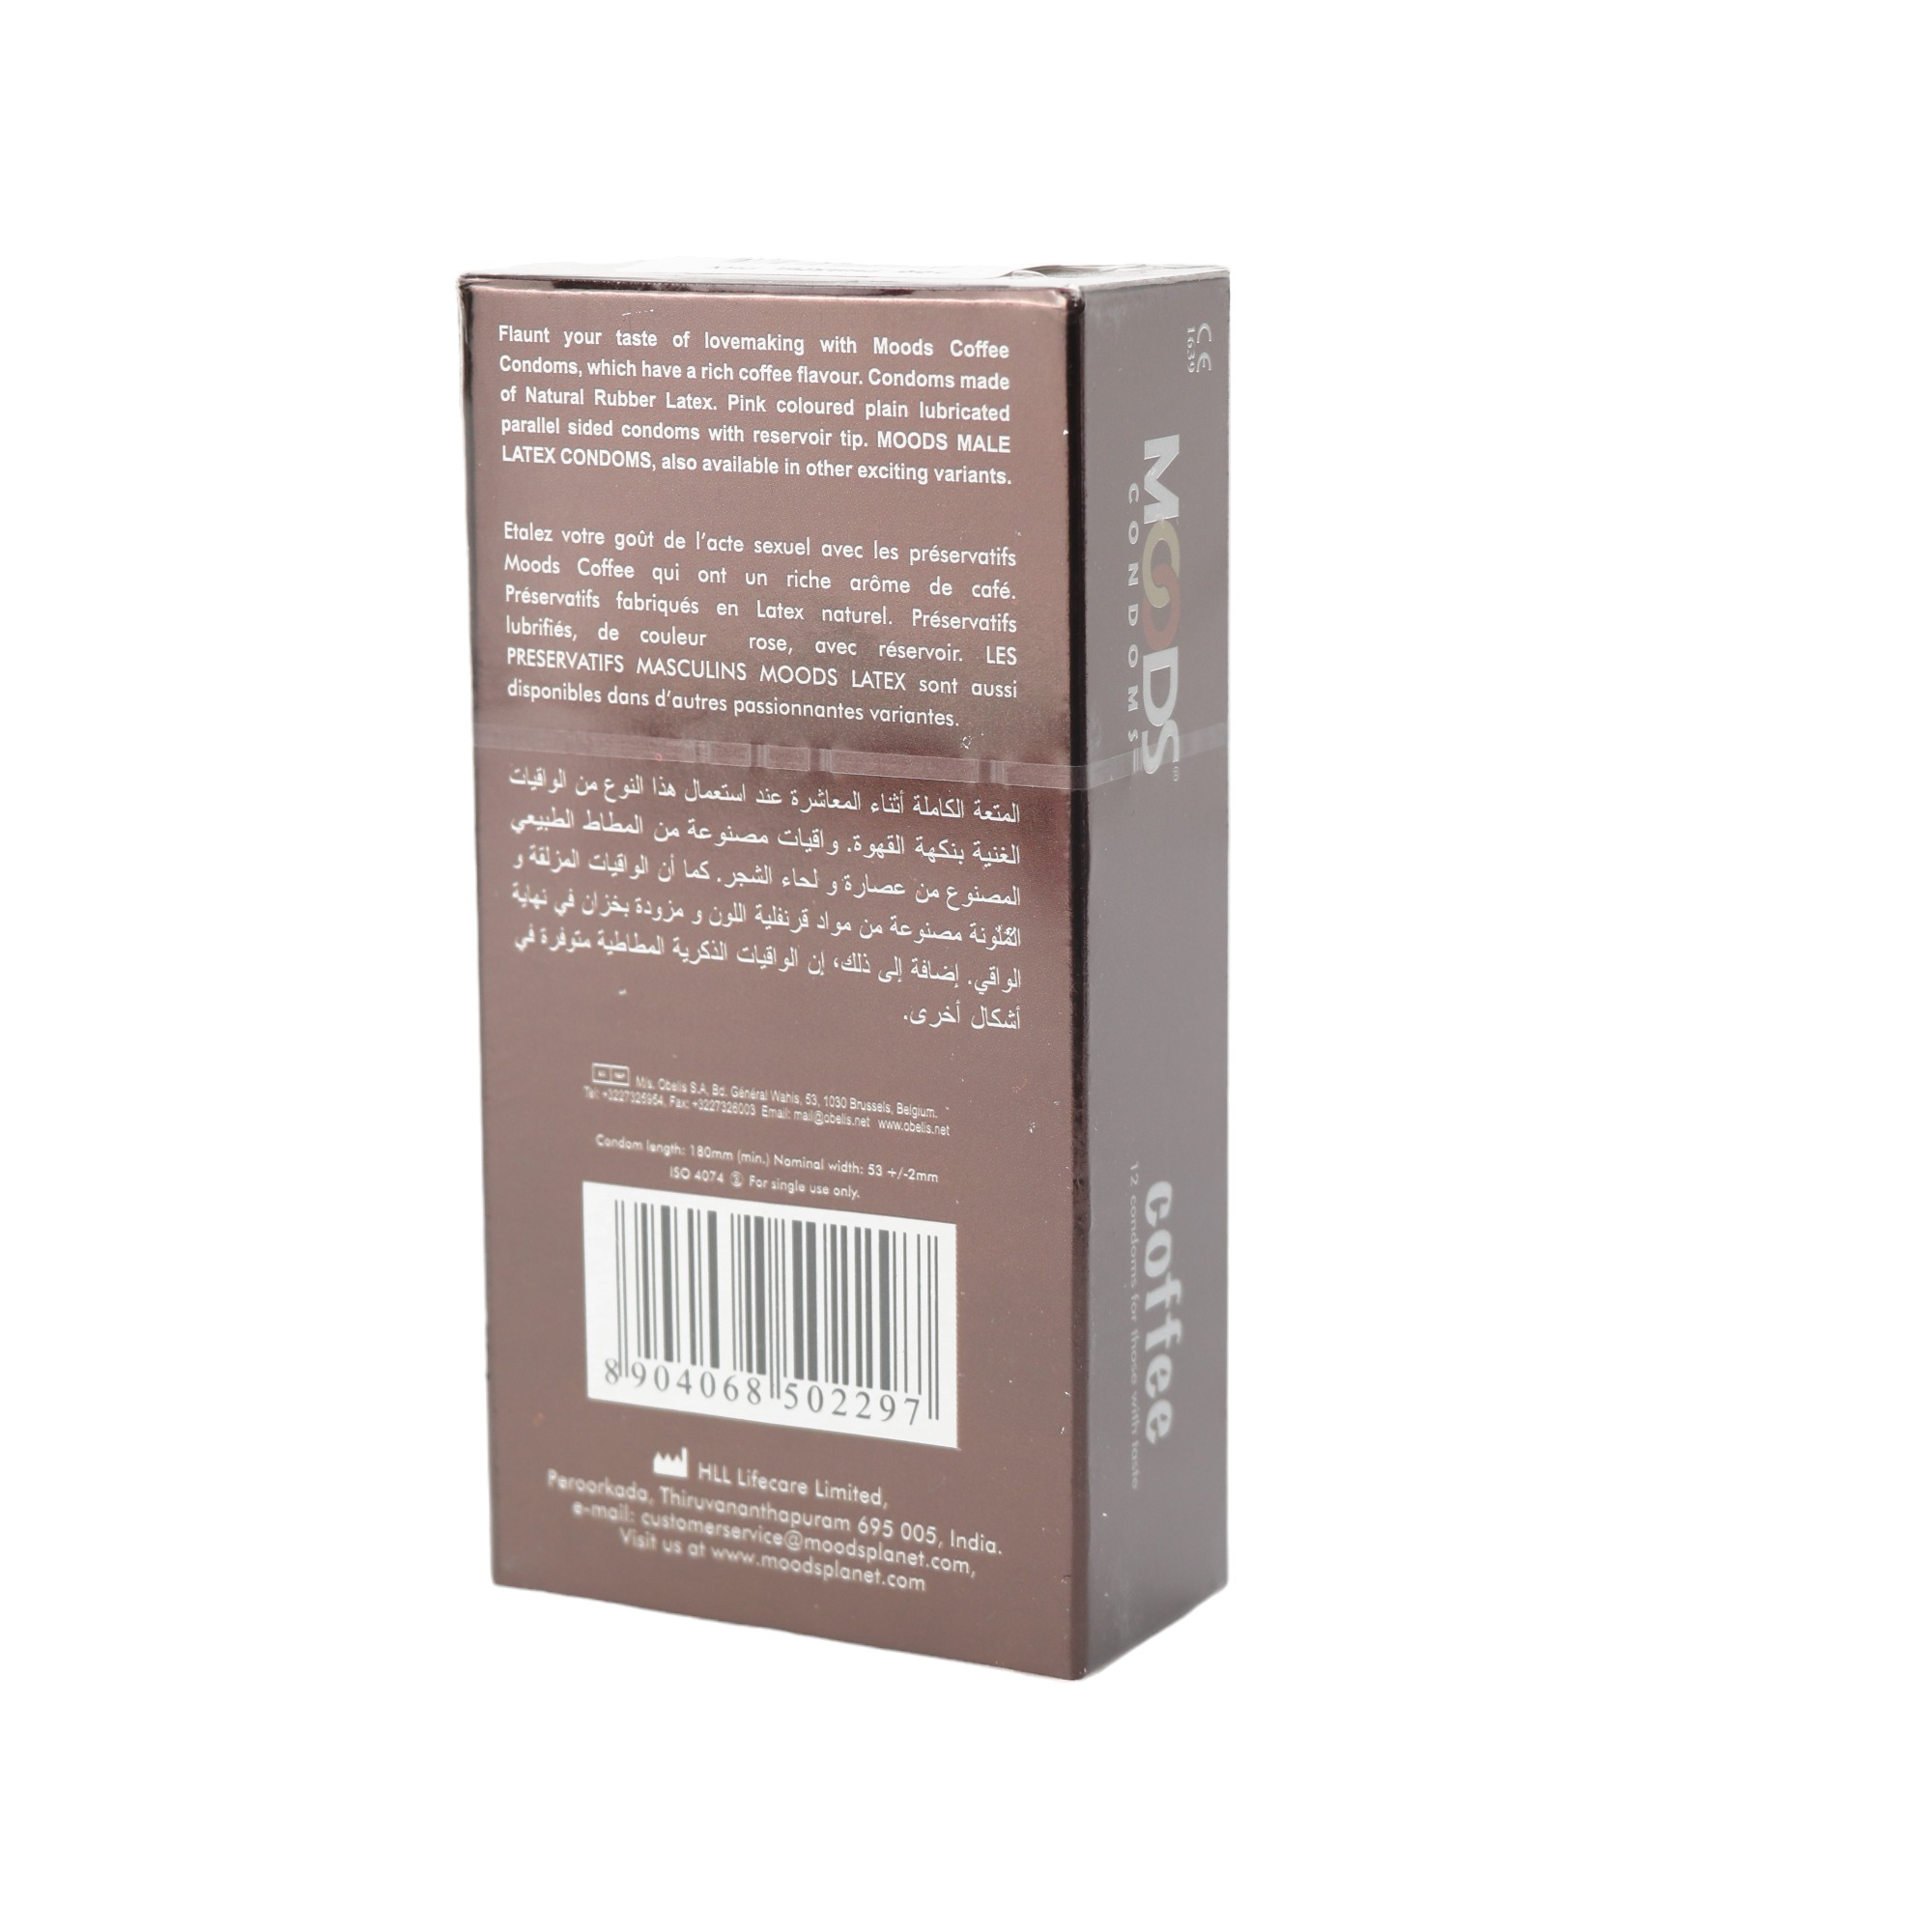 Flaunt your taste of lovemaking with Moods Coffee
Condoms, which have a rich coffee flavour. Condoms made
of Natural Rubber Latex. Pink coloured plain lubricated
parallel sided condoms with reservoir tip. MOODS MALE
LATEX CONDOMS, also available in other exciting variants.
Etalez votre goût de l'acte sexuel avec les préservatifs
Moods Coffee qui ont un riche arôme de café.
Préservatifs fabriqués en Latex naturel. Préservatifs
lubrifiés, de couleur rose, avec réservoir. LES
PRESERVATIFS MASCULINS MOODS LATEX sont aussi
disponibles dans d'autres passionnantes variantes.
المتعة الكاملة أثناء المعاشرة عند استعمال هذا النوع من الواقيات
الغنية بنكهة القهوة. واقيات مصنوعة من المطاط الطبيعي
المصنوع من عصارة و لحاء الشجر. كما أن الواقيات المزلقة و
المُلونة مصنوعة من مواد قرنفلية اللون و مزودة بخزان في نهاية
الواقي. إضافة إلى ذلك، إن الواقيات الذكرية المطاطية متوفرة في
أشكال أخرى.
M/s. Obelis S.A, Bd. Général Wahis, 53, 1030 Brussels, Belgium.
Tel: +3227325954, Fax: +3227326003 Email: mail@obelis.net www.obelis.net
Condom length: 180mm (min.) Nominal width: 53 +/-2mm
ISO 4074 For single use only.
8 904068 502297
HLL Lifecare Limited,
Peroorkada, Thiruvananthapuram 695 005, India.
e-mail: customerservice@moodsplanet.com,
Visit us at www.moodsplanet.com
CE
1639
MOODS®
CONDOMS
coffee
12 condoms for those with taste